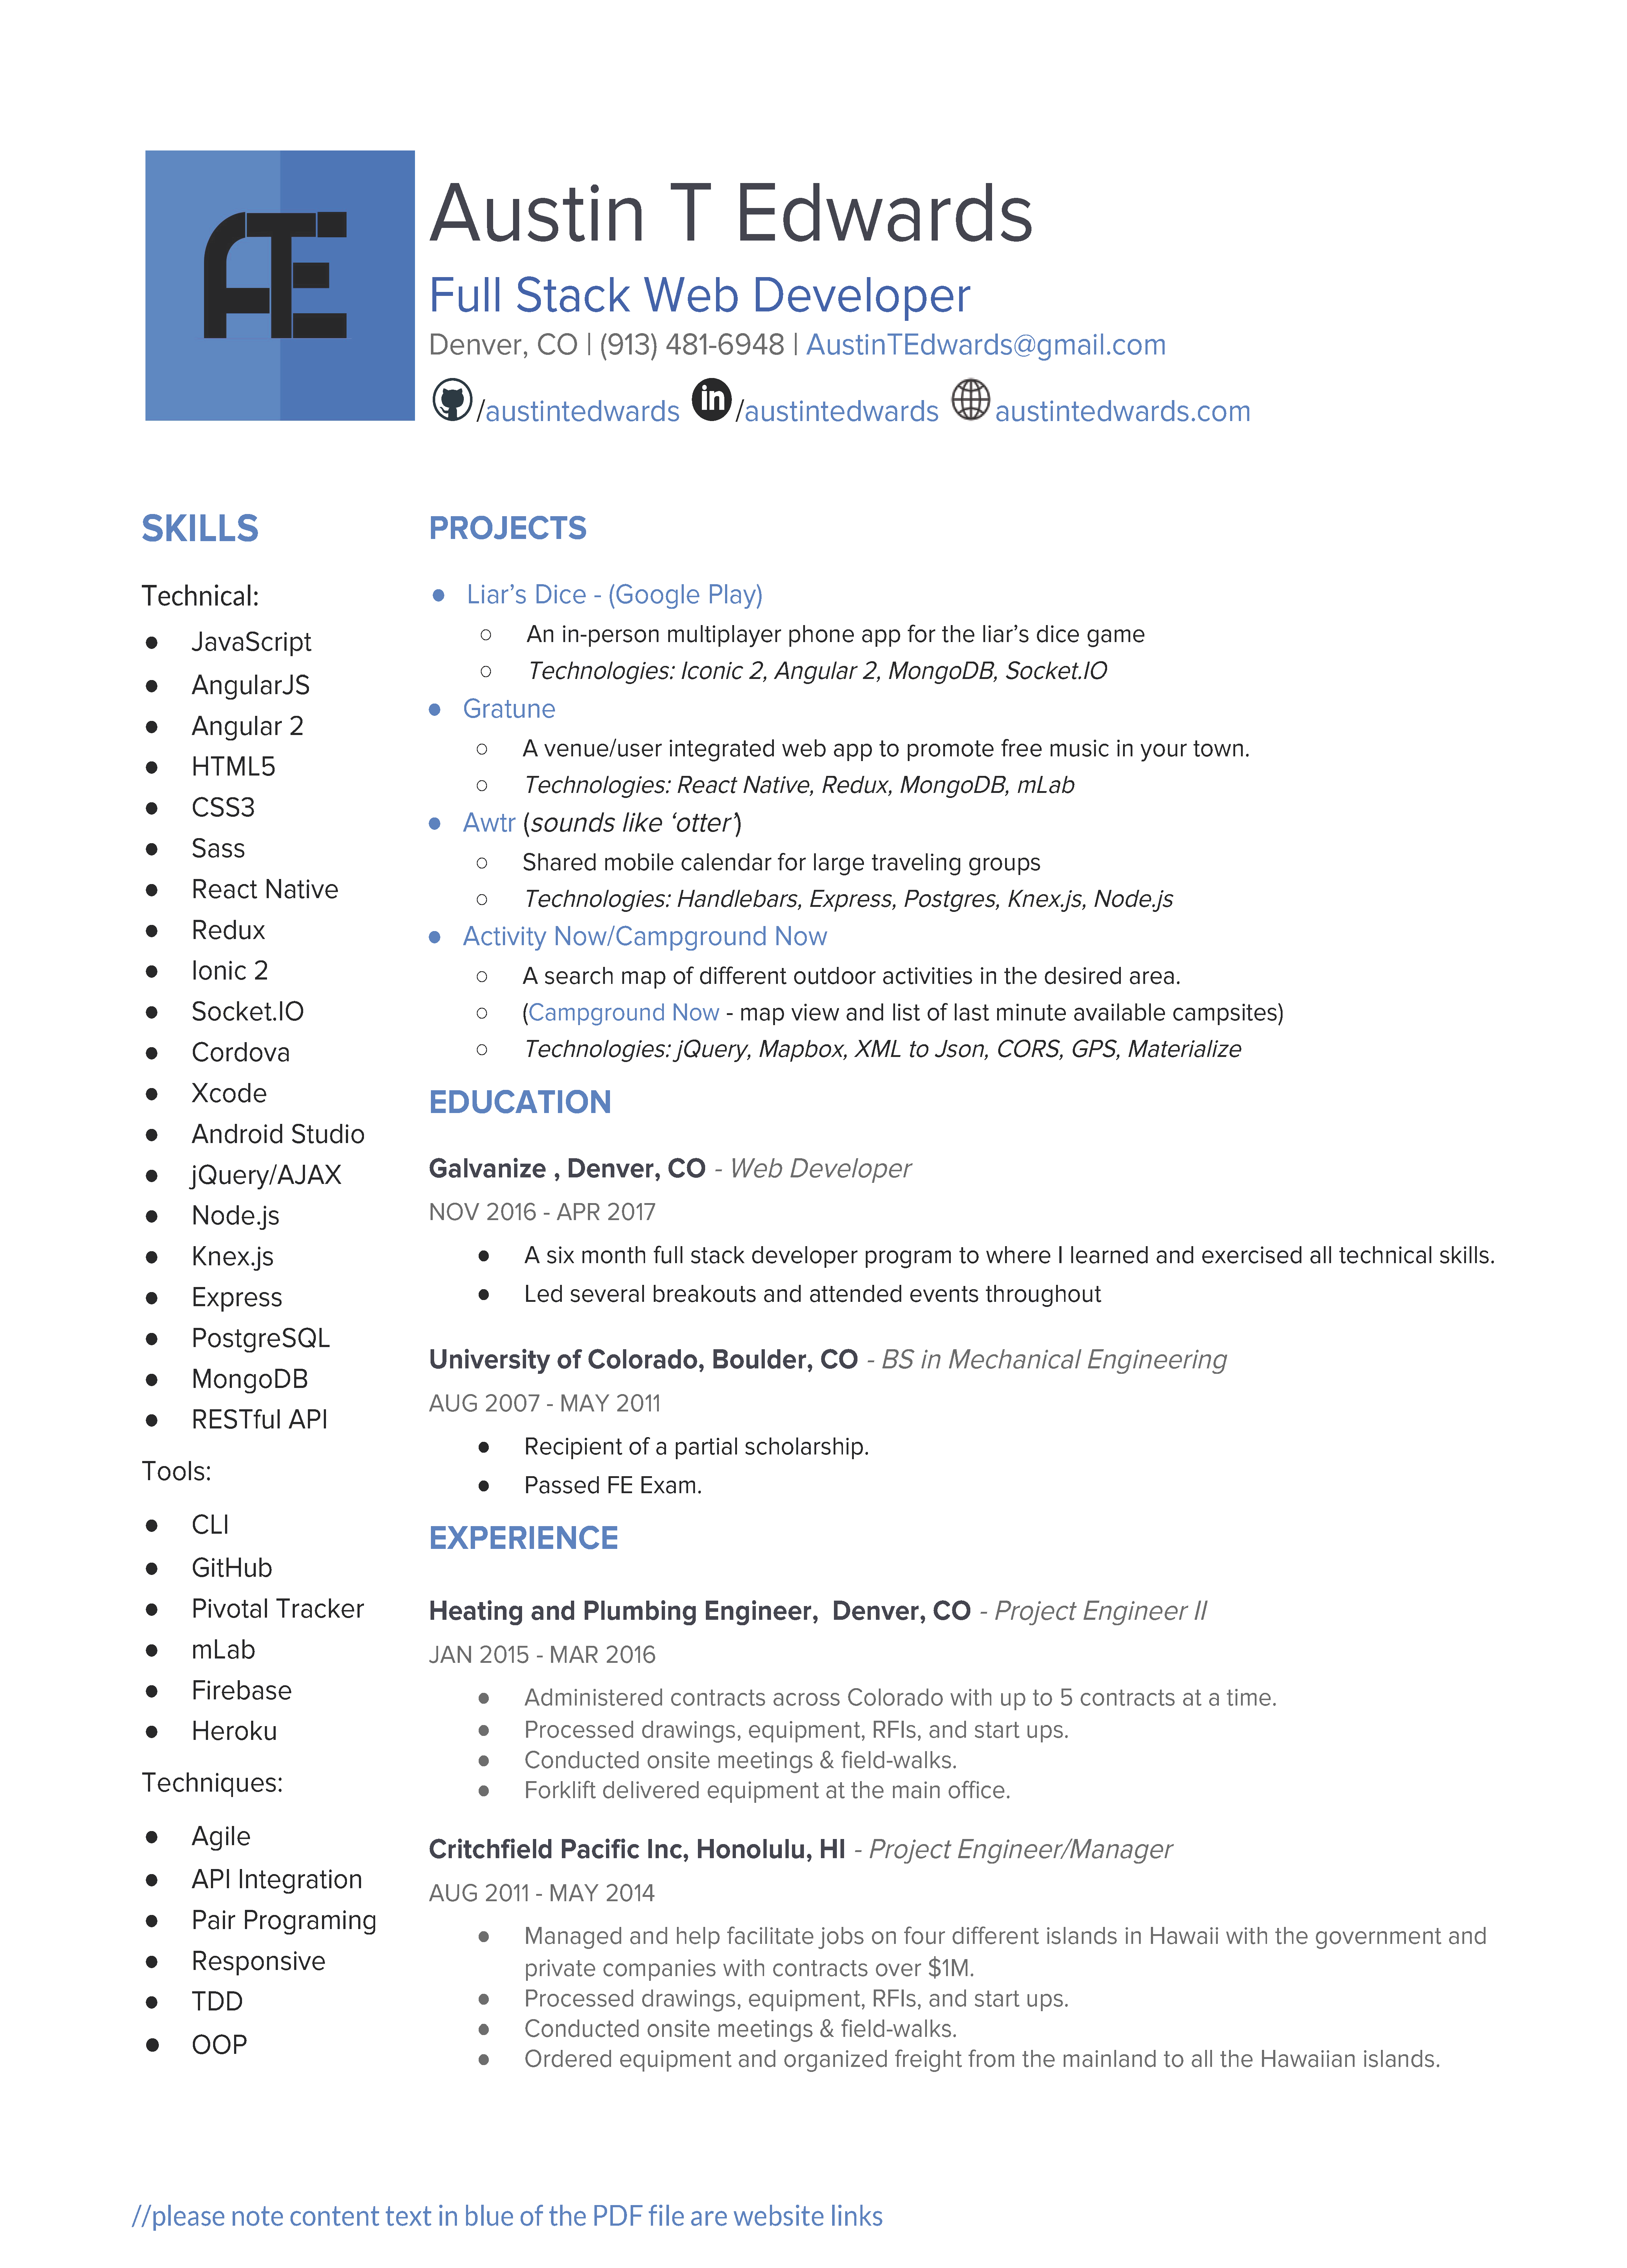 ATE
Austin T Edwards
Full Stack Web Developer
Denver, CO | (913) 481-6948 | AustinTEdwards@gmail.com
/austintedwards in /austintedwards austintedwards.com
SKILLS
Technical:
● JavaScript
● AngularJS
● Angular 2
● HTML5
● CSS3
● Sass
● React Native
● Redux
● Ionic 2
● Socket.IO
● Cordova
● Xcode
● Android Studio
● jQuery/AJAX
● Node.js
● Knex.js
● Express
● PostgreSQL
● MongoDB
● RESTful API
Tools:
● CLI
● GitHub
● Pivotal Tracker
● mLab
● Firebase
● Heroku
Techniques:
● Agile
● API Integration
● Pair Programing
● Responsive
● TDD
● OOP
PROJECTS
● Liar’s Dice - (Google Play)
○ An in-person multiplayer phone app for the liar’s dice game
○ Technologies: Iconic 2, Angular 2, MongoDB, Socket.IO
● Gratune
○ A venue/user integrated web app to promote free music in your town.
○ Technologies: React Native, Redux, MongoDB, mLab
● Awtr (sounds like ‘otter’)
○ Shared mobile calendar for large traveling groups
○ Technologies: Handlebars, Express, Postgres, Knex.js, Node.js
● Activity Now/Campground Now
○ A search map of different outdoor activities in the desired area.
○ (Campground Now - map view and list of last minute available campsites)
○ Technologies: jQuery, Mapbox, XML to Json, CORS, GPS, Materialize
EDUCATION
Galvanize , Denver, CO - Web Developer
NOV 2016 - APR 2017
● A six month full stack developer program to where I learned and exercised all technical skills.
● Led several breakouts and attended events throughout
University of Colorado, Boulder, CO - BS in Mechanical Engineering
AUG 2007 - MAY 2011
● Recipient of a partial scholarship.
● Passed FE Exam.
EXPERIENCE
Heating and Plumbing Engineer, Denver, CO - Project Engineer II
JAN 2015 - MAR 2016
● Administered contracts across Colorado with up to 5 contracts at a time.
● Processed drawings, equipment, RFIs, and start ups.
● Conducted onsite meetings & field-walks.
● Forklift delivered equipment at the main office.
Critchfield Pacific Inc, Honolulu, HI - Project Engineer/Manager
AUG 2011 - MAY 2014
● Managed and help facilitate jobs on four different islands in Hawaii with the government and
private companies with contracts over $1M.
● Processed drawings, equipment, RFIs, and start ups.
● Conducted onsite meetings & field-walks.
● Ordered equipment and organized freight from the mainland to all the Hawaiian islands.
//please note content text in blue of the PDF file are website links